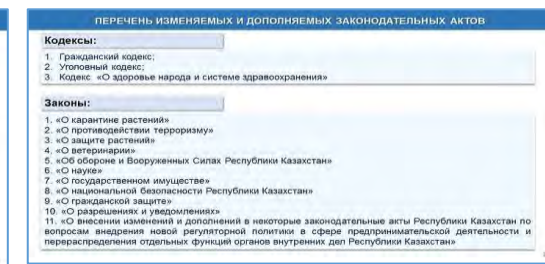 ПЕРЕЧЕНЬ ИЗМЕНЯЕМЫХ И ДОПОЛНЯЕМЫХ ЗАКОНОДАТЕЛЬНЫХ АКТОВ
Кодексы:
1. Гражданский кодекс;
2. Уголовный кодекс;
3. Кодекс «О здоровье народа и системе здравоохранения»
Законы:
1. «О карантине растений»
2. «О противодействии терроризму»
3. «О защите растений»
4. «О ветеринарии»
5. «Об обороне и Вооруженных Силах Республики Казахстан»
6. «О науке»
7. «О государственном имуществе»
8. «О национальной безопасности Республики Казахстан»
9. «О гражданской защите»
10. «О разрешениях и уведомлениях»
11. «О внесении изменений и дополнений в некоторые законодательные акты Республики Казахстан по
вопросам внедрения новой регуляторной политики в сфере предпринимательской деятельности и
перераспределения отдельных функций органов внутренних дел Республики Казахстан»